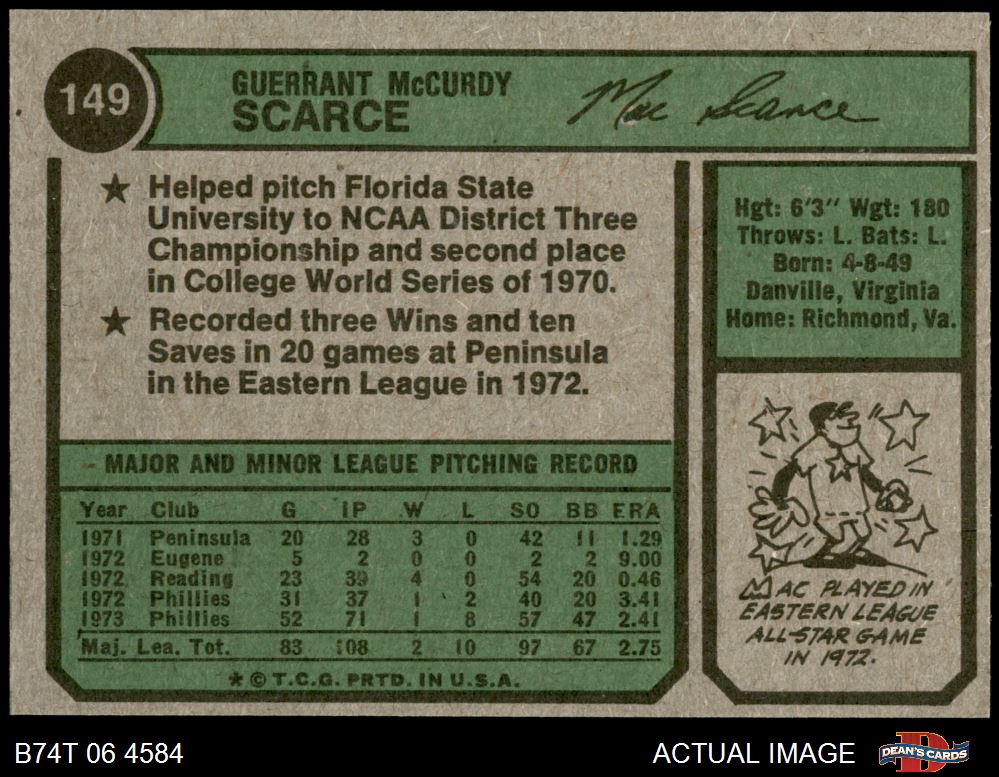 149
GUERRANT McCURDY
SCARCE
Mac Scarce
★ Helped pitch Florida State
University to NCAA District Three
Championship and second place
in College World Series of 1970.
★ Recorded three Wins and ten
Saves in 20 games at Peninsula
in the Eastern League in 1972.
Hgt: 6'3" Wgt: 180
Throws: L. Bats: L.
Born: 4-8-49
Danville, Virginia
Home: Richmond, Va.
MAJOR AND MINOR LEAGUE PITCHING RECORD
Year Club G IP W L SO BB ERA
1971 Peninsula 20 28 3 0 42 11 1.29
1972 Eugene 5 2 0 0 2 2 9.00
1972 Reading 23 39 4 0 54 20 0.46
1972 Phillies 31 37 1 2 40 20 3.41
1973 Phillies 52 71 1 8 57 47 2.41
Maj. Lea. Tot. 83 108 2 10 97 67 2.75
* © T.C.G. PRTD. IN U.S.A.
MAC PLAYED IN
EASTERN LEAGUE
ALL-STAR GAME
IN 1972.
B74T 06 4584
ACTUAL IMAGE
DEAN'S CARDS